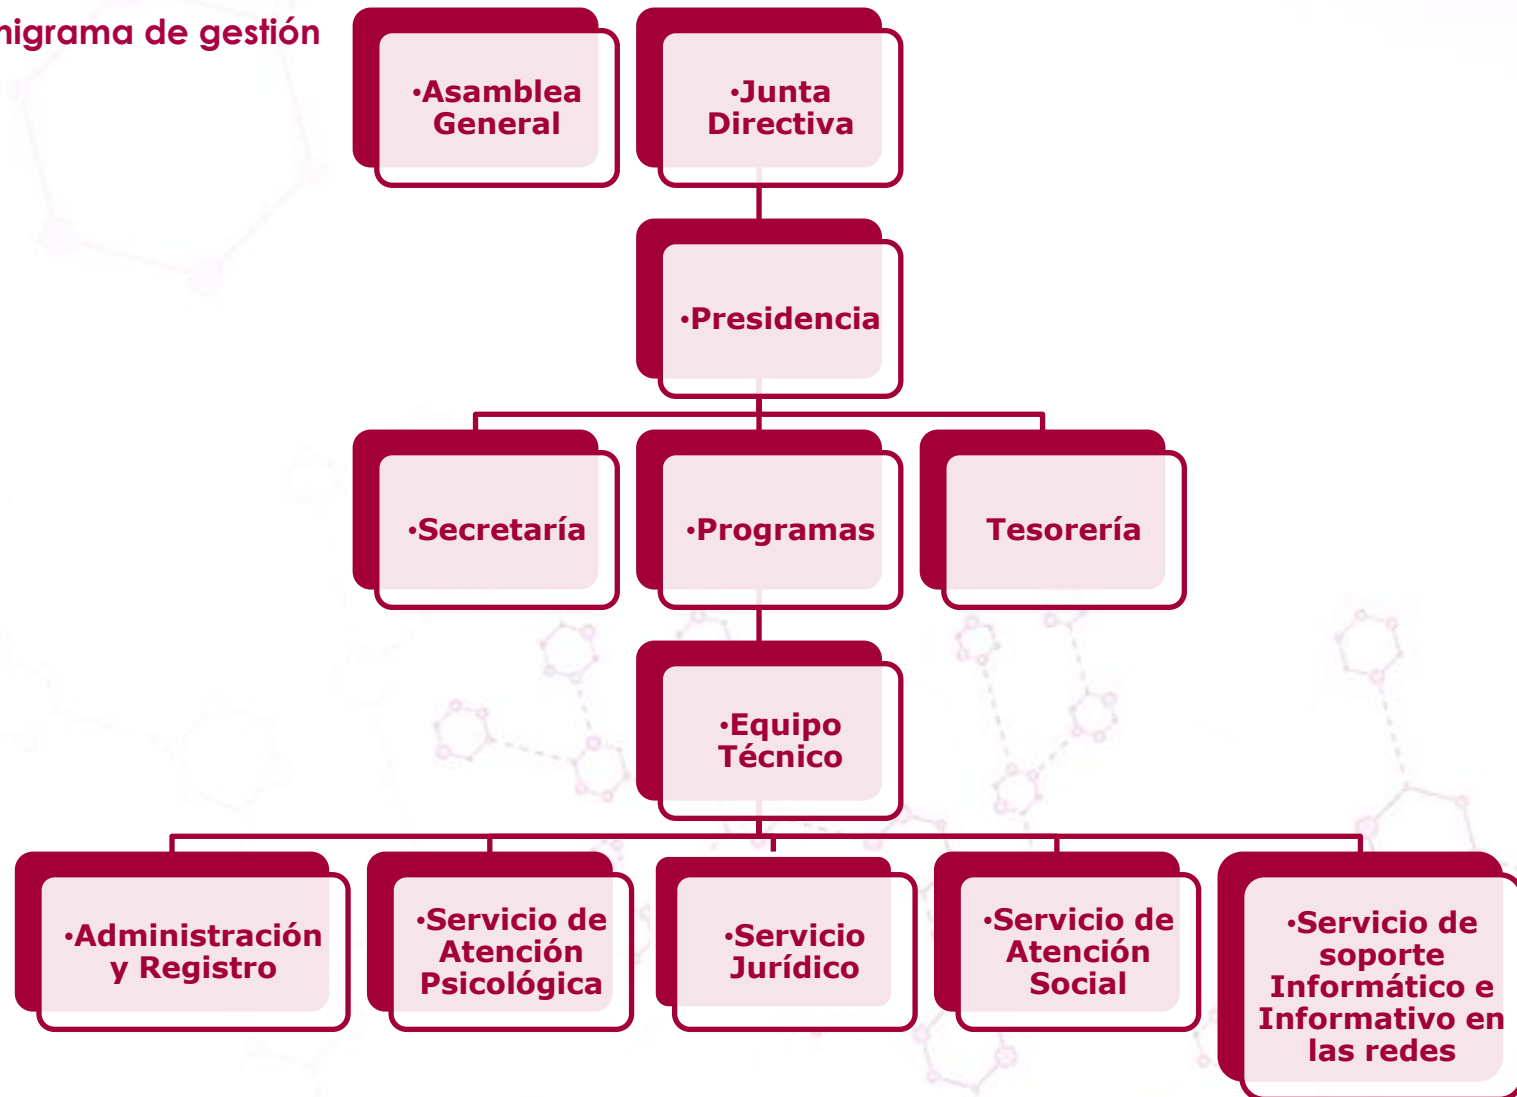 nigrama de gestión
•Asamblea
General
•Junta
Directiva
•Presidencia
•Secretaría
•Programas
Tesorería
•Equipo
Técnico
•Administración
y Registro
•Servicio de
Atención
Psicológica
•Servicio
Jurídico
•Servicio de
Atención
Social
•Servicio de
soporte
Informático e
Informativo en
las redes